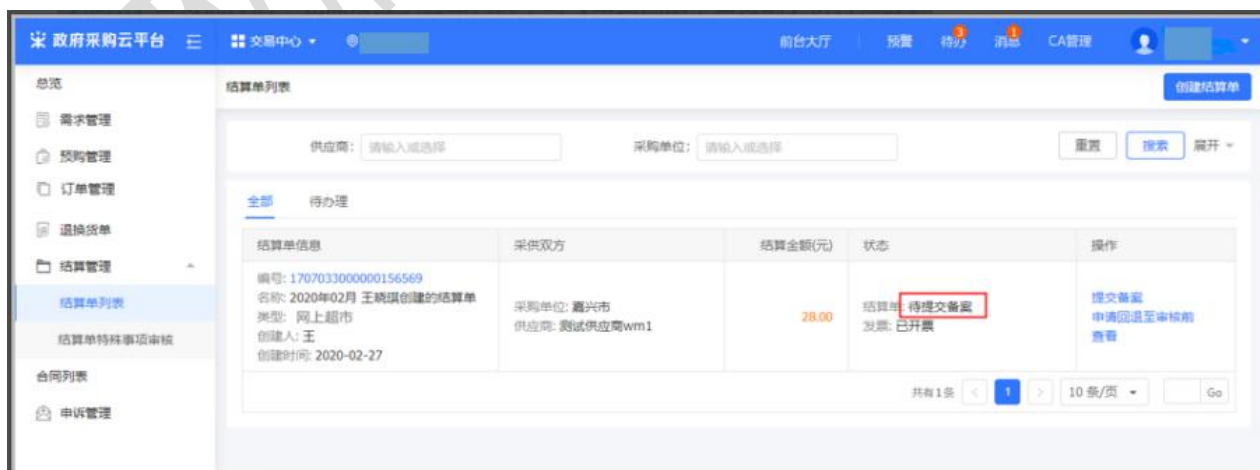 政府采购云平台
交易中心
前台大厅 预警 待办 3 消息 1 CA管理
总览
需求管理
预购管理
订单管理
退换货单
结算管理
结算单列表
结算单特殊事项审核
合同列表
申诉管理
结算单列表 创建结算单
供应商: 请输入或选择 采购单位: 请输入或选择 重置 搜索 展开
全部 待办理
结算单信息 采供双方 结算金额(元) 状态 操作
编号: 1707033000000156569
名称: 2020年02月 王晓琪创建的结算单
类型: 网上超市
创建人: 王
创建时间: 2020-02-27
采购单位: 嘉兴市
供应商: 测试供应商wm1
28.00
结算单: 待提交备案
发票: 已开票
提交备案
申请回退至审核前
查看
共有1条 < 1 > 10 条/页 Go